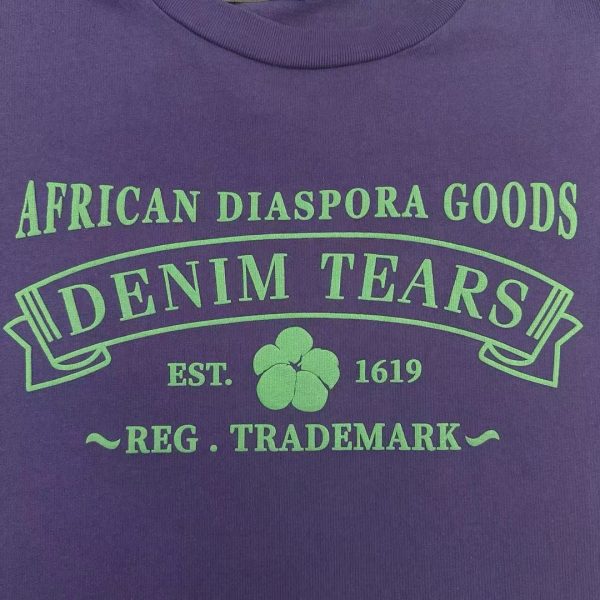 AFRICAN DIASPORA GOODS
DENIM TEARS
EST. 1619
~REG . TRADEMARK~